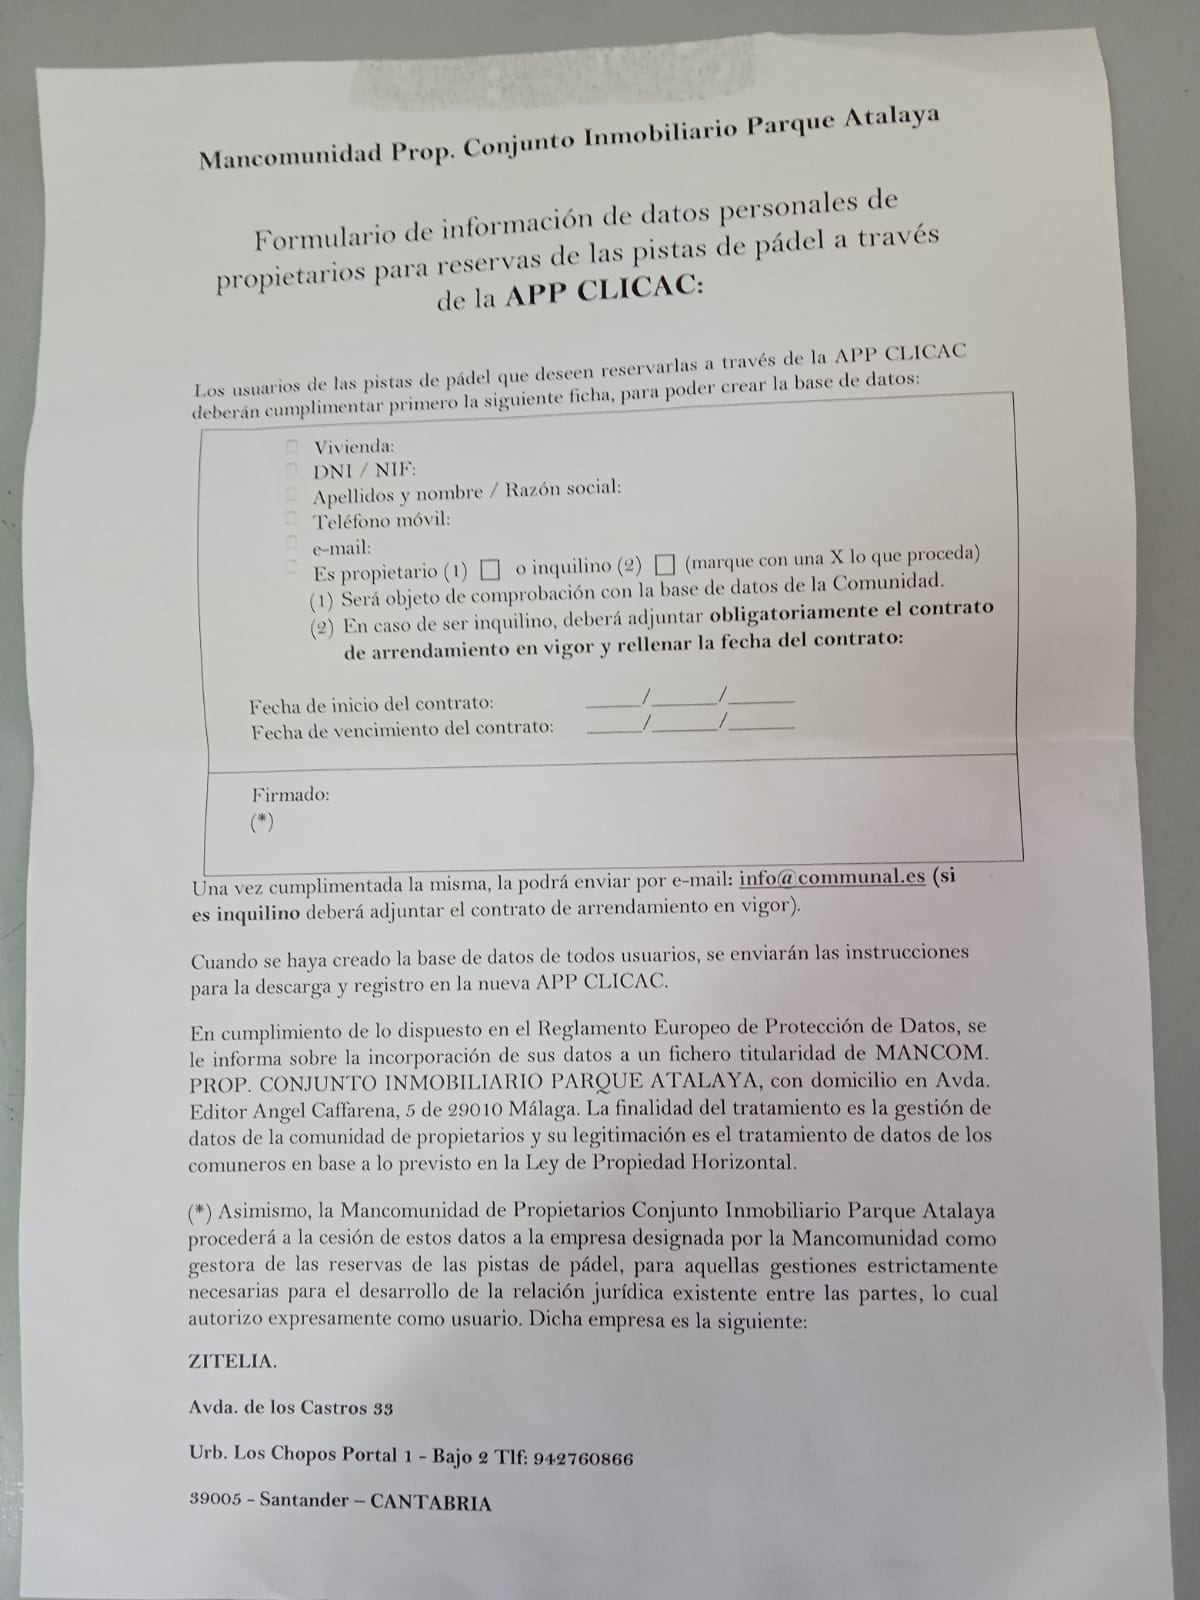 Mancomunidad Prop. Conjunto Inmobiliario Parque Atalaya
Formulario de información de datos personales de
propietarios para reservas de las pistas de pádel a través
de la APP CLICAC:
Los usuarios de las pistas de pádel que deseen reservarlas a través de la APP CLICAC
deberán cumplimentar primero la siguiente ficha, para poder crear la base de datos:
Vivienda:
DNI / NIF:
Apellidos y nombre / Razón social:
Teléfono móvil:
e-mail:
Es propietario (1) □ o inquilino (2) □ (marque con una X lo que proceda)
(1) Será objeto de comprobación con la base de datos de la Comunidad.
(2) En caso de ser inquilino, deberá adjuntar obligatoriamente el contrato
de arrendamiento en vigor y rellenar la fecha del contrato:
Fecha de inicio del contrato: _____/______/______
Fecha de vencimiento del contrato: _____/______/______
Firmado:
(*)
Una vez cumplimentada la misma, la podrá enviar por e-mail: info@communal.es (si
es inquilino deberá adjuntar el contrato de arrendamiento en vigor).
Cuando se haya creado la base de datos de todos usuarios, se enviarán las instrucciones
para la descarga y registro en la nueva APP CLICAC.
En cumplimiento de lo dispuesto en el Reglamento Europeo de Protección de Datos, se
le informa sobre la incorporación de sus datos a un fichero titularidad de MANCOM.
PROP. CONJUNTO INMOBILIARIO PARQUE ATALAYA, con domicilio en Avda.
Editor Angel Caffarena, 5 de 29010 Málaga. La finalidad del tratamiento es la gestión de
datos de la comunidad de propietarios y su legitimación es el tratamiento de datos de los
comuneros en base a lo previsto en la Ley de Propiedad Horizontal.
(*) Asimismo, la Mancomunidad de Propietarios Conjunto Inmobiliario Parque Atalaya
procederá a la cesión de estos datos a la empresa designada por la Mancomunidad como
gestora de las reservas de las pistas de pádel, para aquellas gestiones estrictamente
necesarias para el desarrollo de la relación jurídica existente entre las partes, lo cual
autorizo expresamente como usuario. Dicha empresa es la siguiente:
ZITELIA.
Avda. de los Castros 33
Urb. Los Chopos Portal 1 - Bajo 2 Tlf: 942760866
39005 - Santander – CANTABRIA